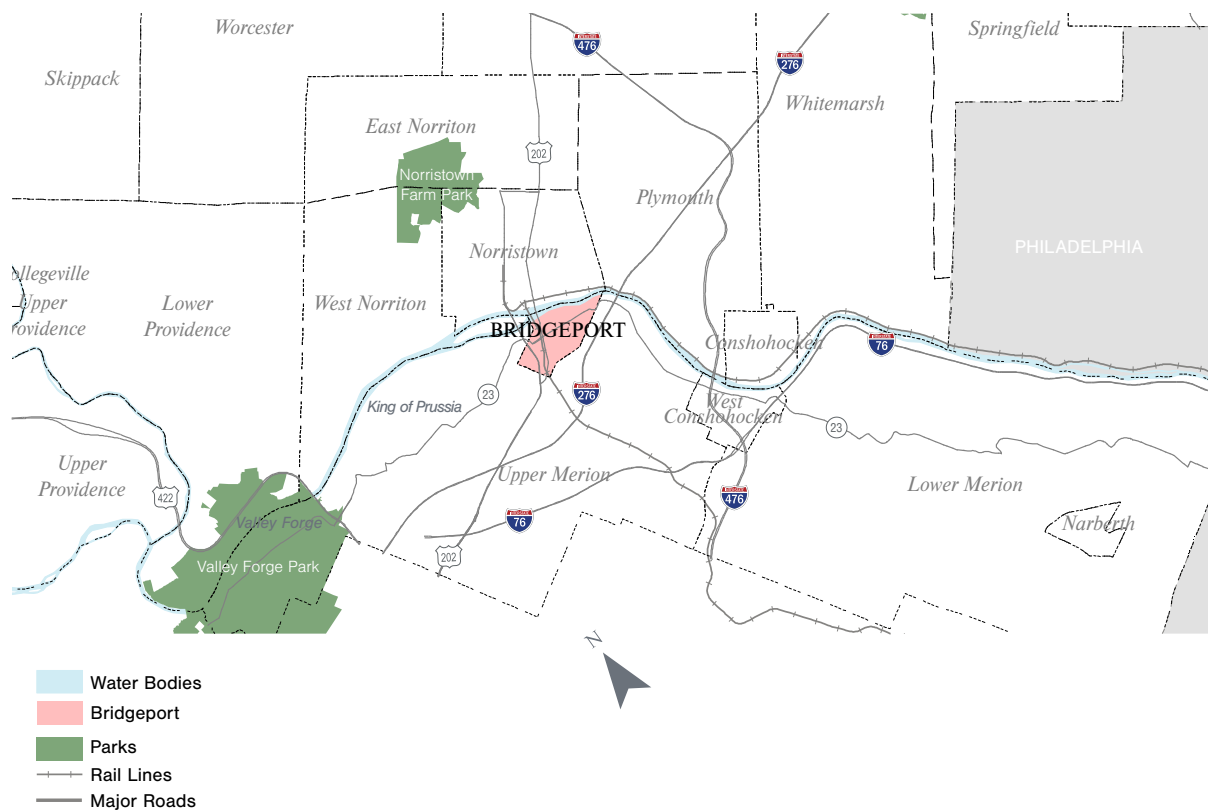 Worcester
Springfield
476
276
Skippack
Whitemarsh
East Norriton
202
Norristown
Farm Park
Plymouth
PHILADELPHIA
Norristown
ollegeville
Upper
rovidence
Lower
Providence
West Norriton
BRIDGEPORT
Conshohocken
76
276
23
King of Prussia
West
Conshohocken
23
Upper
Providence
422
Upper Merion
476
Lower Merion
76
Valley Forge
Narberth
202
Valley Forge Park
N
Water Bodies
Bridgeport
Parks
Rail Lines
Major Roads